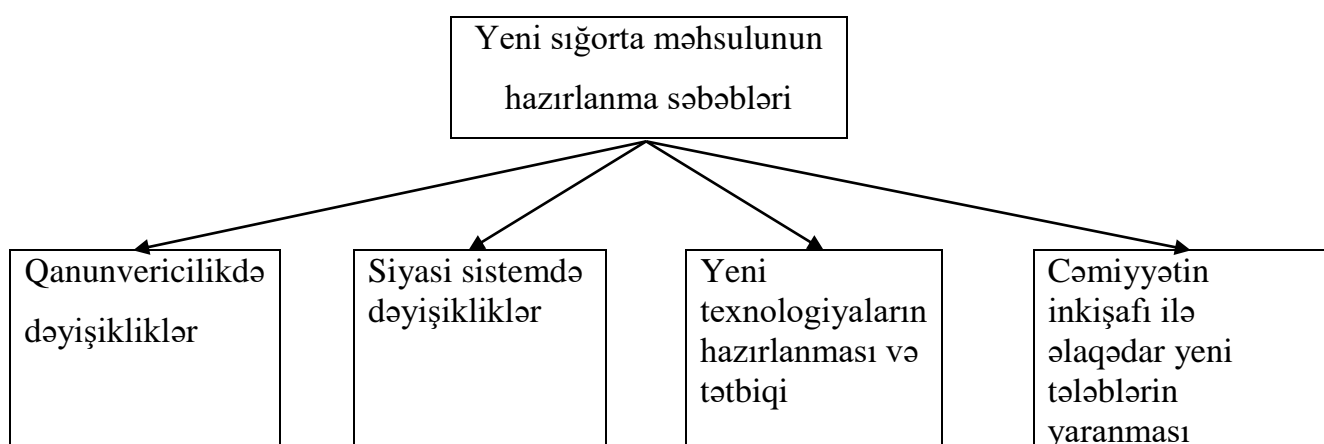 Yeni sığorta məhsulunun
hazırlanma səbəbləri
Qanunvericilikdə
dəyişikliklər
Siyasi sistemdə
dəyişikliklər
Yeni
texnologiyaların
hazırlanması və
tətbiqi
Cəmiyyətin
inkişafı ilə
əlaqədar yeni
tələblərin
yaranması